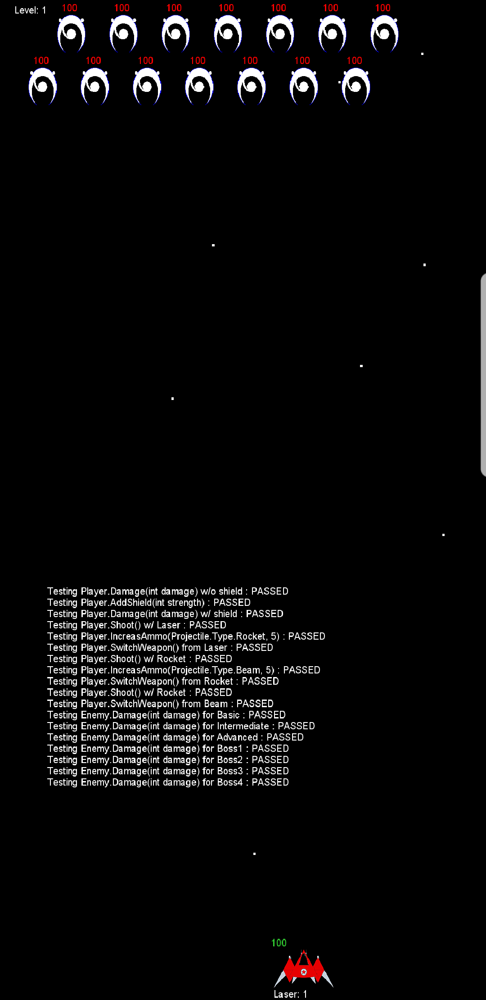 Level: 1
100 100 100 100 100 100 100
100 100 100 100 100 100 100
Testing Player.Damage(int damage) w/o shield : PASSED
Testing Player.AddShield(int strength) : PASSED
Testing Player.Damage(int damage) w/ shield : PASSED
Testing Player.Shoot() w/ Laser : PASSED
Testing Player.IncreasAmmo(Projectile.Type.Rocket, 5) : PASSED
Testing Player.SwitchWeapon() from Laser : PASSED
Testing Player.Shoot() w/ Rocket : PASSED
Testing Player.IncreasAmmo(Projectile.Type.Beam, 5) : PASSED
Testing Player.SwitchWeapon() from Rocket : PASSED
Testing Player.Shoot() w/ Rocket : PASSED
Testing Player.SwitchWeapon() from Beam : PASSED
Testing Enemy.Damage(int damage) for Basic : PASSED
Testing Enemy.Damage(int damage) for Intermediate : PASSED
Testing Enemy.Damage(int damage) for Advanced : PASSED
Testing Enemy.Damage(int damage) for Boss1 : PASSED
Testing Enemy.Damage(int damage) for Boss2 : PASSED
Testing Enemy.Damage(int damage) for Boss3 : PASSED
Testing Enemy.Damage(int damage) for Boss4 : PASSED
100
Laser: 1